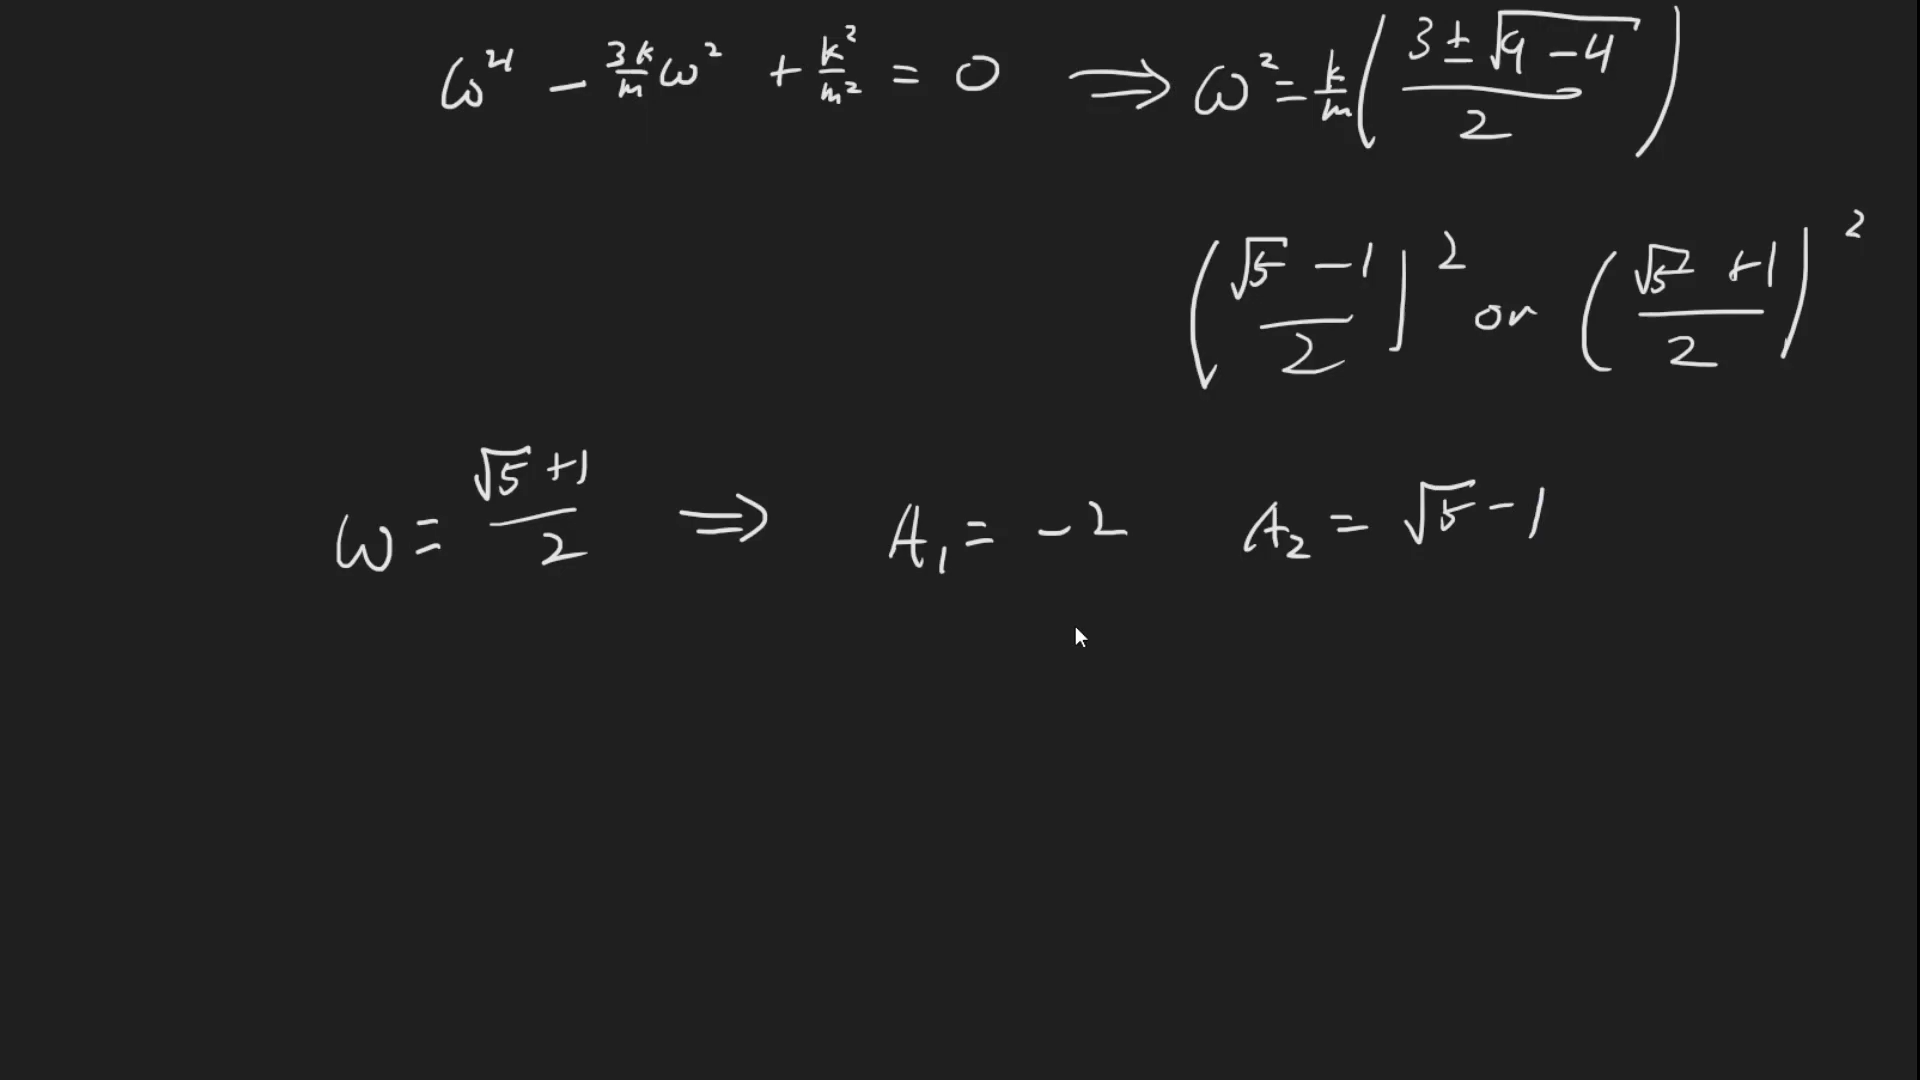 ω⁴ − 3k/m ω² + k²/m² = 0 ⟹ ω² = k/m ( (3 ± √(9 − 4)) / 2 )
( (√5 − 1) / 2 )² or ( (√5 + 1) / 2 )²
ω = (√5 + 1) / 2 ⟹ A₁ = −2 A₂ = √5 − 1